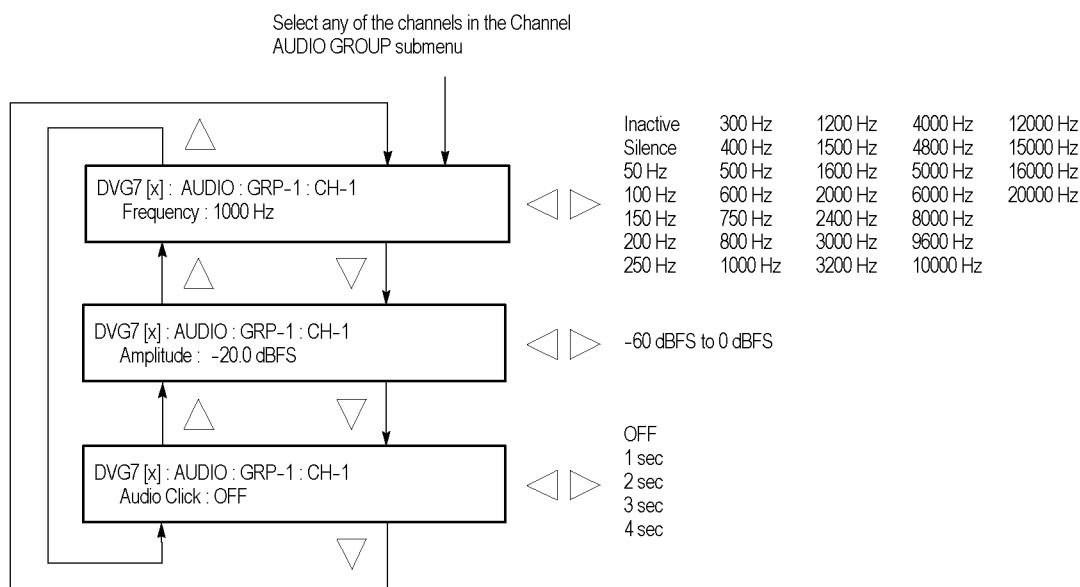 Select any of the channels in the Channel
AUDIO GROUP submenu
DVG7 [x] : AUDIO : GRP-1 : CH-1
Frequency : 1000 Hz
Inactive 300 Hz 1200 Hz 4000 Hz 12000 Hz
Silence 400 Hz 1500 Hz 4800 Hz 15000 Hz
50 Hz 500 Hz 1600 Hz 5000 Hz 16000 Hz
100 Hz 600 Hz 2000 Hz 6000 Hz 20000 Hz
150 Hz 750 Hz 2400 Hz 8000 Hz
200 Hz 800 Hz 3000 Hz 9600 Hz
250 Hz 1000 Hz 3200 Hz 10000 Hz
DVG7 [x] : AUDIO : GRP-1 : CH-1
Amplitude : -20.0 dBFS
-60 dBFS to 0 dBFS
DVG7 [x] : AUDIO : GRP-1 : CH-1
Audio Click : OFF
OFF
1 sec
2 sec
3 sec
4 sec